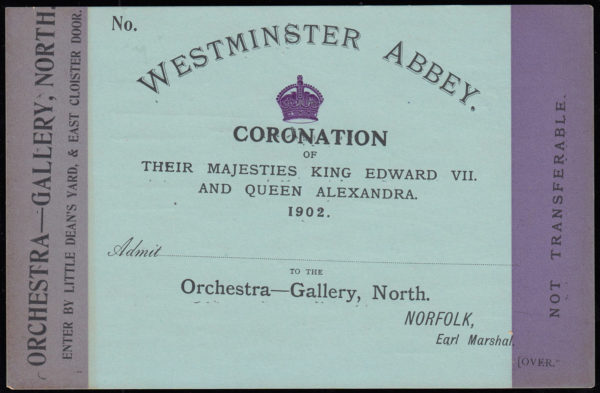 ORCHESTRA—GALLERY, NORTH.
ENTER BY LITTLE DEAN'S YARD, & EAST CLOISTER DOOR.
No.
WESTMINSTER ABBEY.
CORONATION
OF
THEIR MAJESTIES KING EDWARD VII.
AND QUEEN ALEXANDRA.
1902.
Admit
TO THE
Orchestra—Gallery, North.
NORFOLK,
Earl Marshal.
[OVER.
NOT TRANSFERABLE.